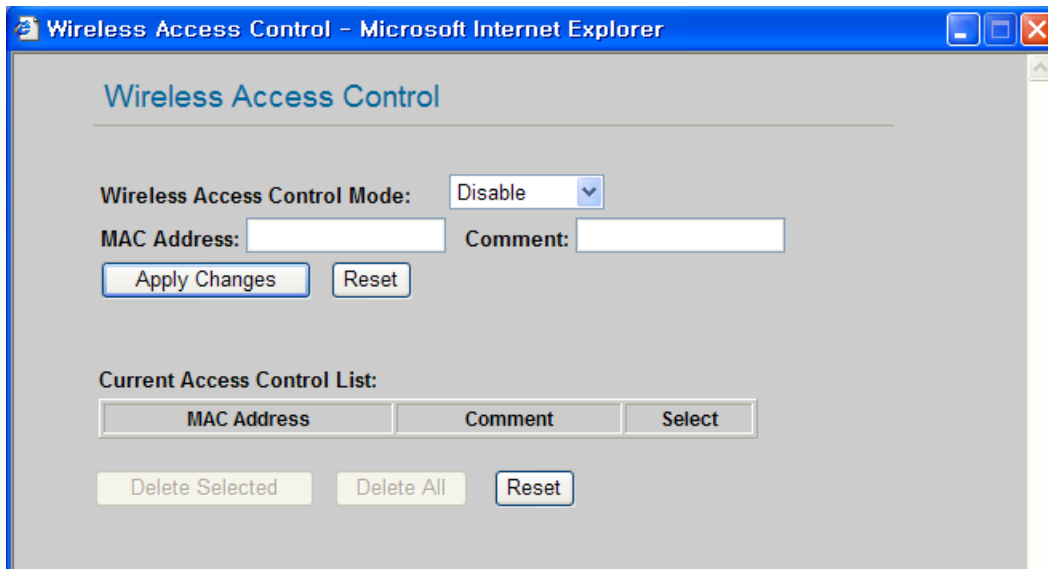 Wireless Access Control - Microsoft Internet Explorer
Wireless Access Control
Wireless Access Control Mode: Disable
MAC Address: Comment:
Apply Changes Reset
Current Access Control List:
MAC Address Comment Select
Delete Selected Delete All Reset